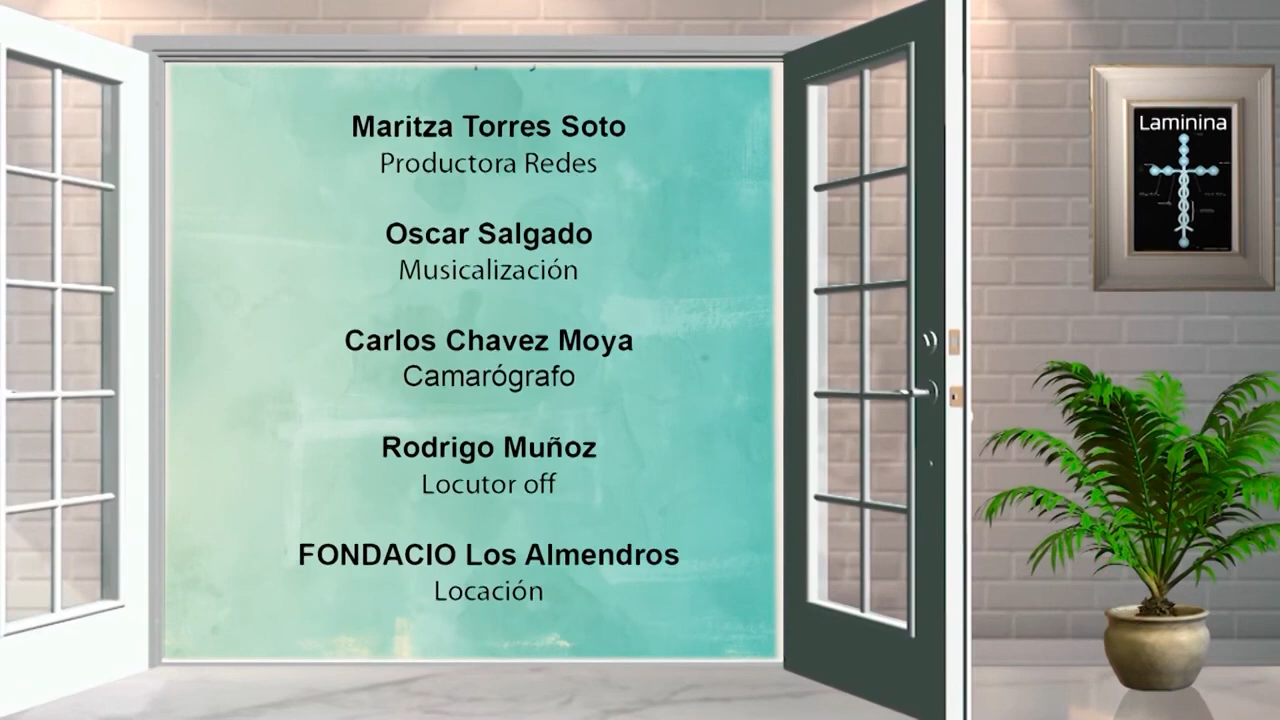 Maritza Torres Soto
Productora Redes
Oscar Salgado
Musicalización
Carlos Chavez Moya
Camarógrafo
Rodrigo Muñoz
Locutor off
FONDACIO Los Almendros
Locación
Laminina